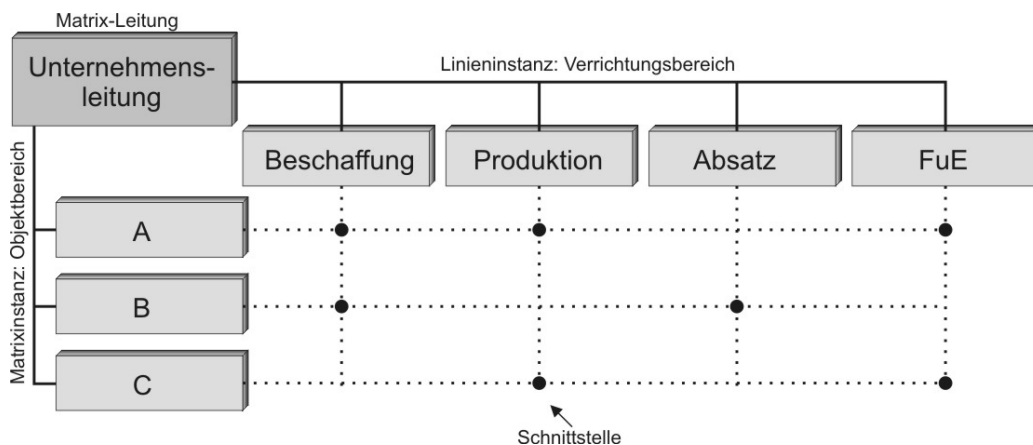 Matrix-Leitung
Unternehmens-
leitung
Linieninstanz: Verrichtungsbereich
Beschaffung
Produktion
Absatz
FuE
Matrixinstanz: Objektbereich
A
B
C
Schnittstelle